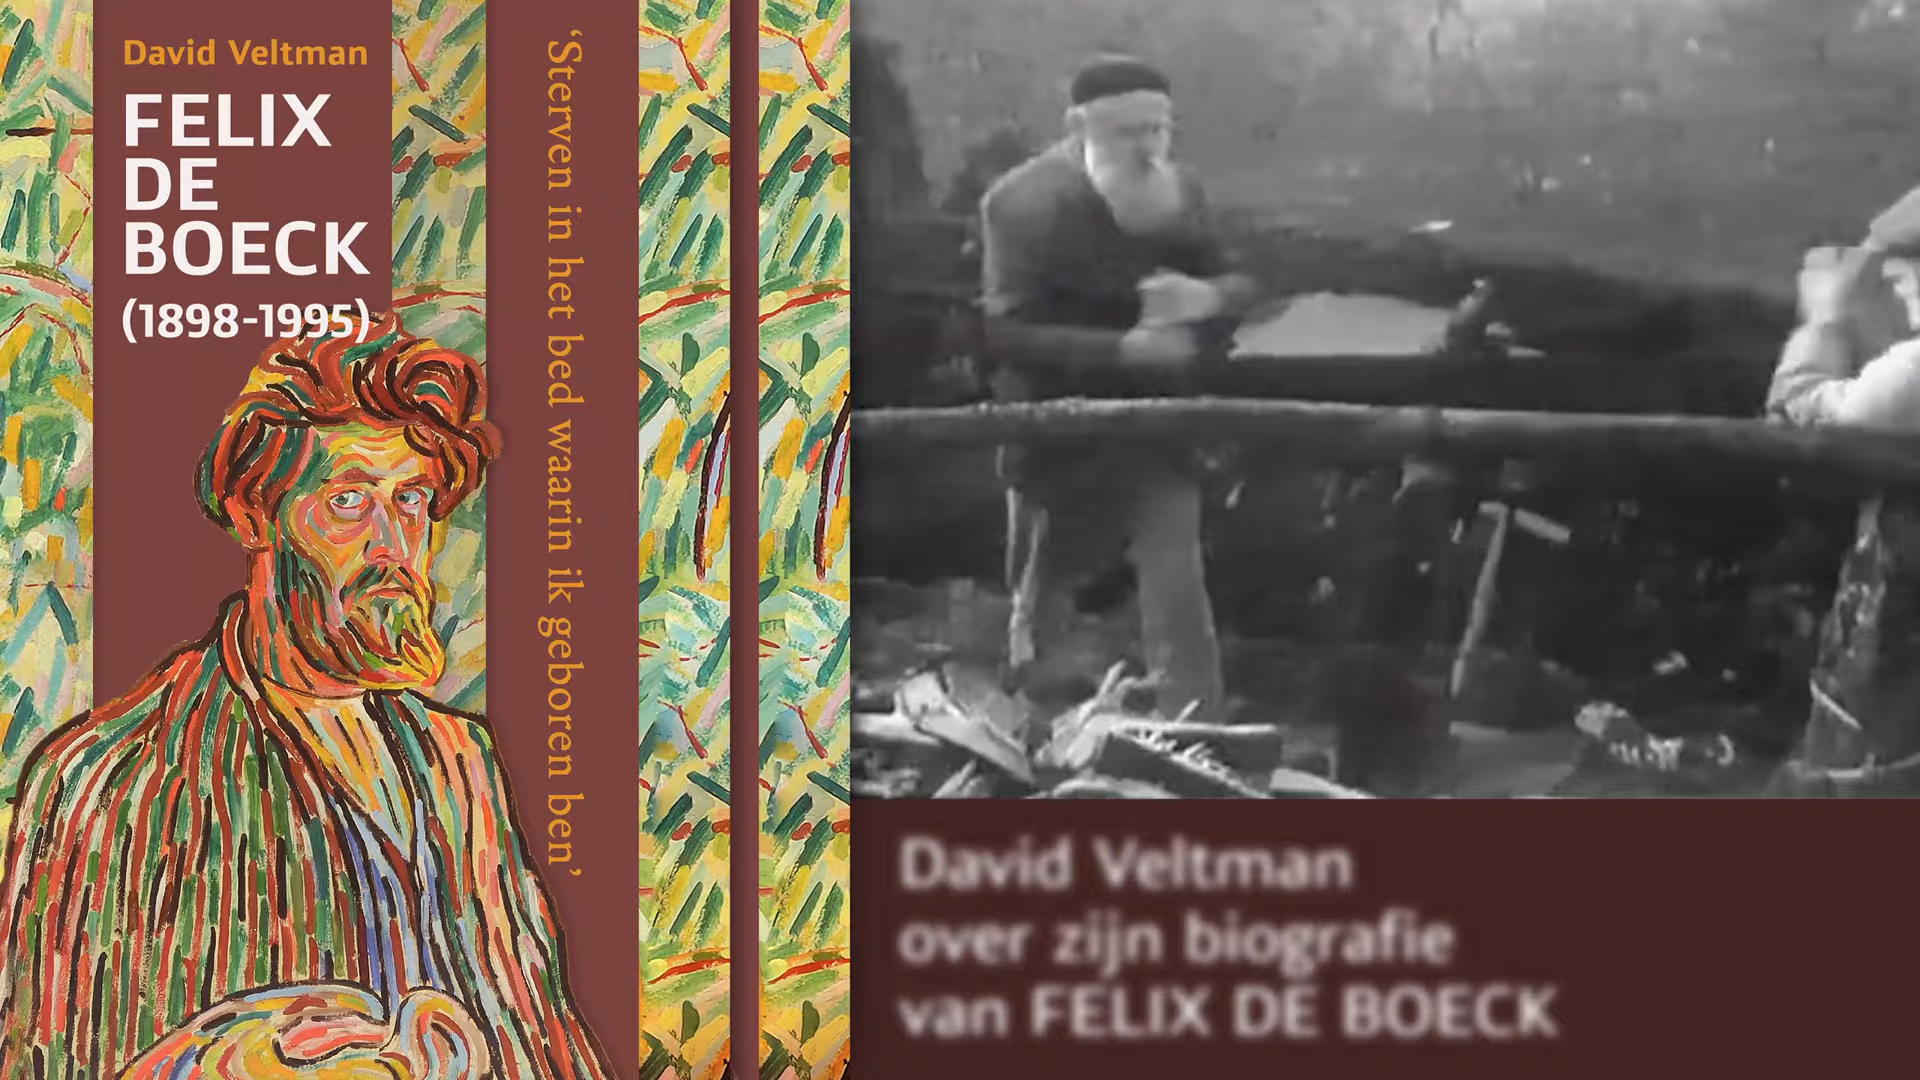 David Veltman
FELIX
DE
BOECK
(1898-1995)
‘Sterven in het bed waarin ik geboren ben’
David Veltman
over zijn biografie
van FELIX DE BOECK